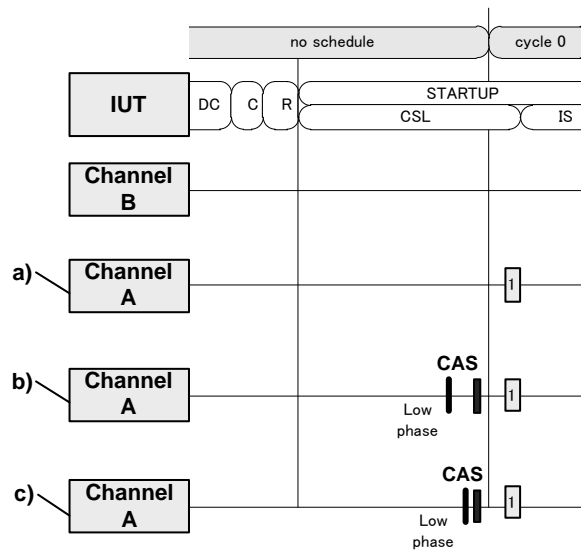 no schedule cycle 0
IUT DC C R STARTUP
CSL IS
Channel
B
a) Channel
A 1
b) Channel
A CAS 1
Low
phase
c) Channel
A CAS 1
Low
phase